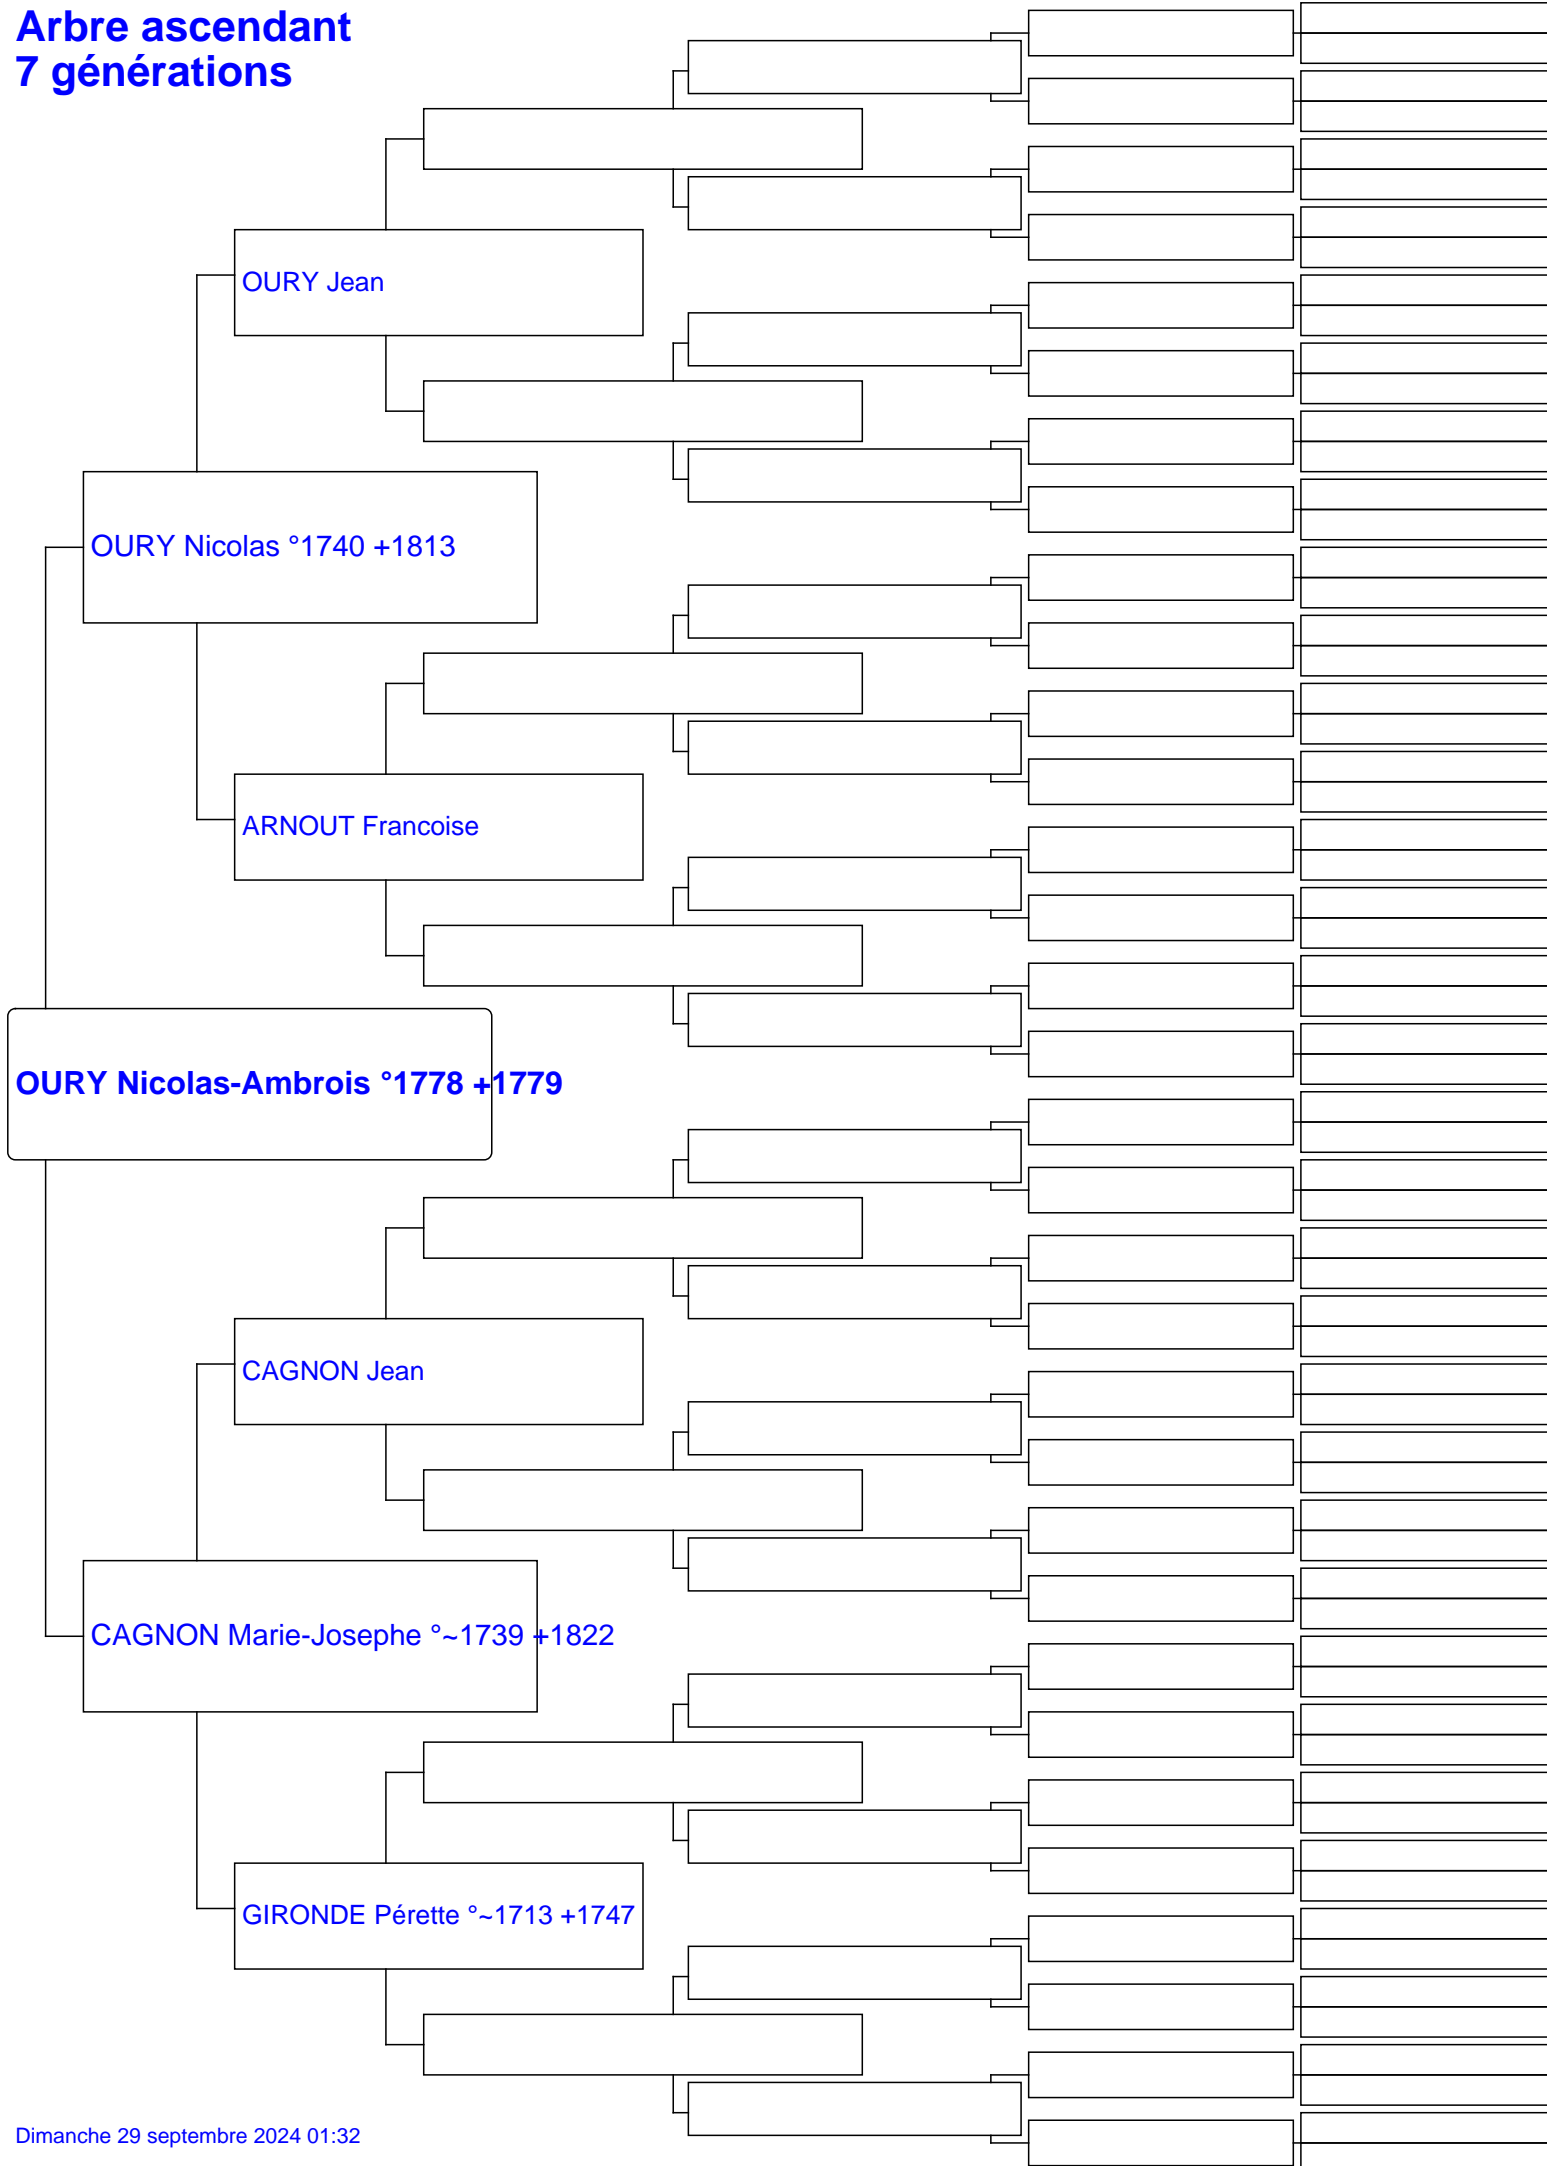 Arbre ascendant
7 générations
OURY Jean
OURY Nicolas °1740 +1813
ARNOUT Francoise
OURY Nicolas-Ambrois °1778 +1779
CAGNON Jean
CAGNON Marie-Josephe °~1739 +1822
GIRONDE Pérette °~1713 +1747
Dimanche 29 septembre 2024 01:32